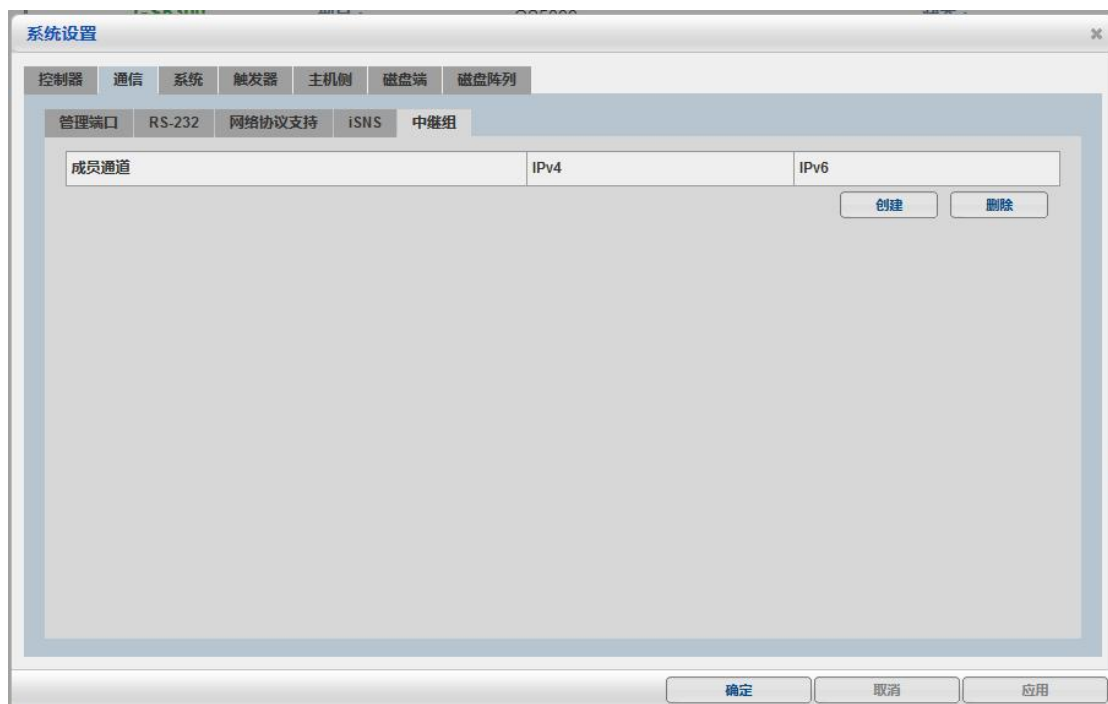 系统设置
控制器 通信 系统 触发器 主机侧 磁盘端 磁盘阵列
管理端口 RS-232 网络协议支持 iSNS 中继组
成员通道 IPv4 IPv6
创建 删除
确定 取消 应用